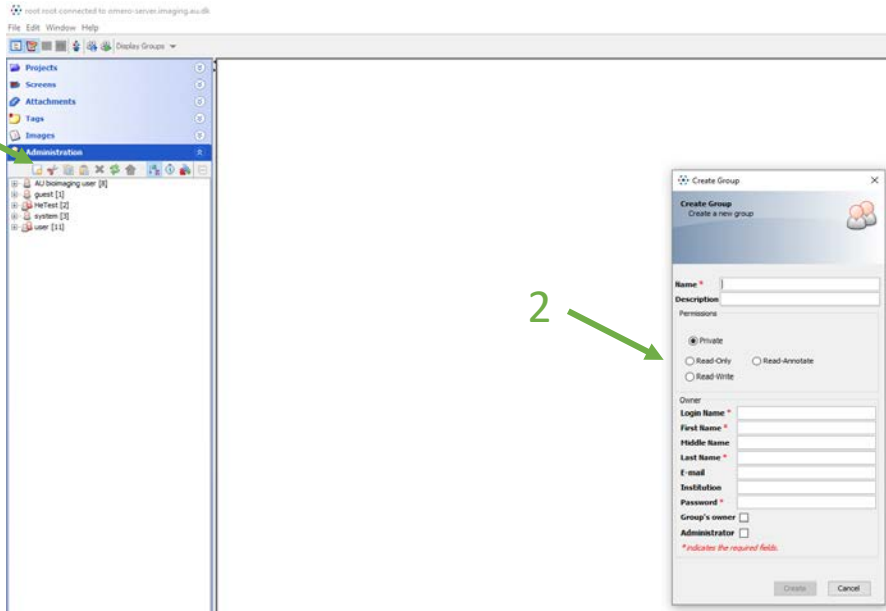 root root connected to omero-server.imaging.au.dk
File Edit Window Help
Display Groups
Projects
Screens
Attachments
Tags
Images
Administration
AU bioimaging user [8]
guest [1]
HeTest [2]
system [3]
user [11]
Create Group
Create Group
Create a new group
Name *
Description
Permissions
2
Private
Read-Only Read-Annotate
Read-Write
Owner
Login Name *
First Name *
Middle Name
Last Name *
E-mail
Institution
Password *
Group's owner
Administrator
* indicates the required fields.
Create Cancel